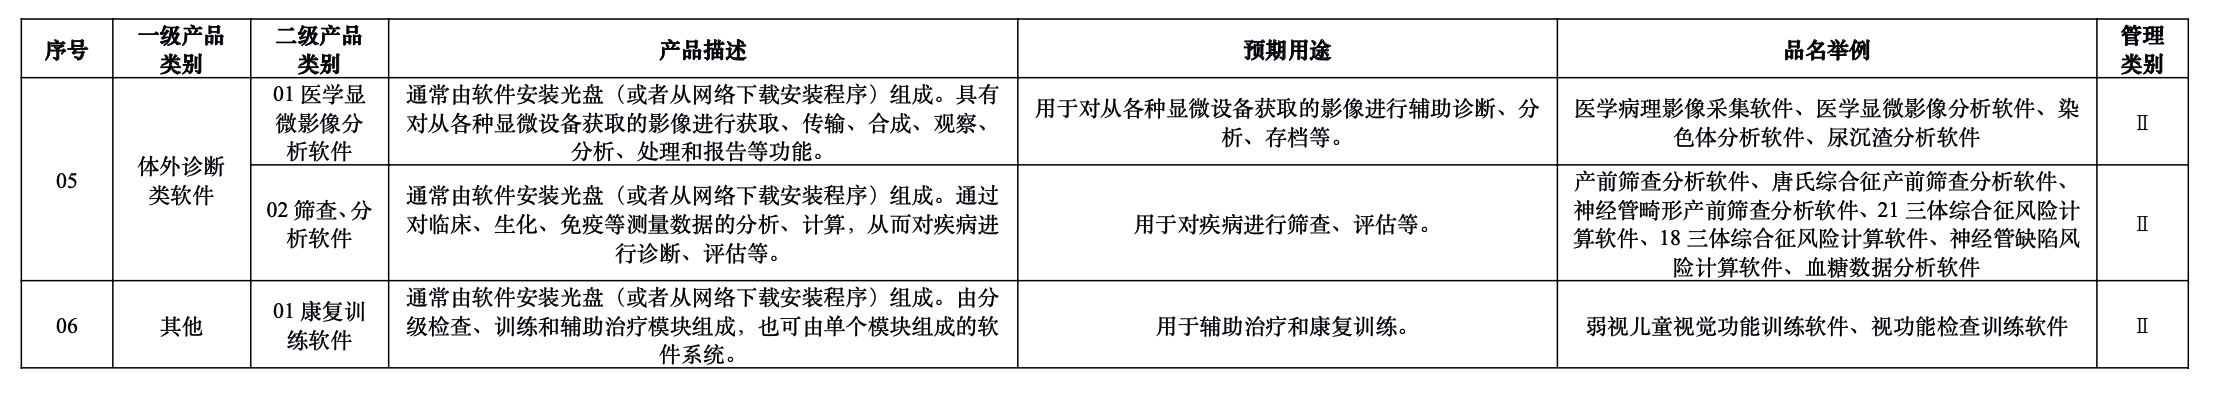 序号
一级产品
类别
二级产品
类别
产品描述
预期用途
品名举例
管理
类别
05
体外诊断
类软件
01 医学显
微影像分
析软件
通常由软件安装光盘（或者从网络下载安装程序）组成。具有
对从各种显微设备获取的影像进行获取、传输、合成、观察、
分析、处理和报告等功能。
用于对从各种显微设备获取的影像进行辅助诊断、分
析、存档等。
医学病理影像采集软件、医学显微影像分析软件、染
色体分析软件、尿沉渣分析软件
Ⅱ
02 筛查、分
析软件
通常由软件安装光盘（或者从网络下载安装程序）组成。通过
对临床、生化、免疫等测量数据的分析、计算，从而对疾病进
行诊断、评估等。
用于对疾病进行筛查、评估等。
产前筛查分析软件、唐氏综合征产前筛查分析软件、
神经管畸形产前筛查分析软件、21 三体综合征风险计
算软件、18 三体综合征风险计算软件、神经管缺陷风
险计算软件、血糖数据分析软件
Ⅱ
06
其他
01 康复训
练软件
通常由软件安装光盘（或者从网络下载安装程序）组成。由分
级检查、训练和辅助治疗模块组成，也可由单个模块组成的软
件系统。
用于辅助治疗和康复训练。
弱视儿童视觉功能训练软件、视功能检查训练软件
Ⅱ